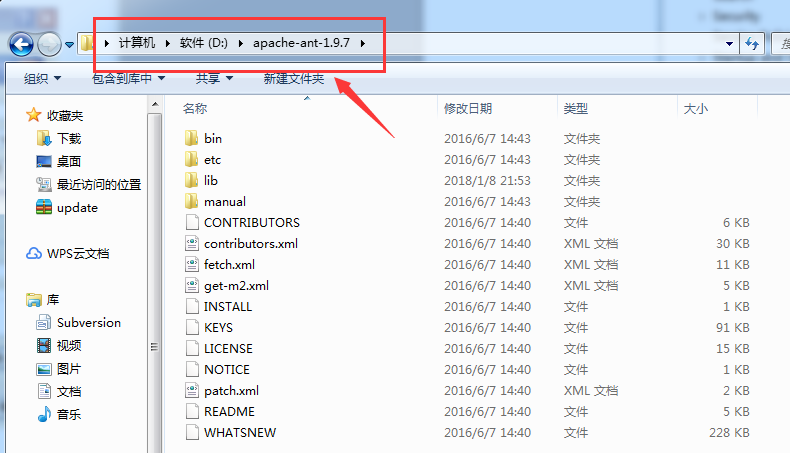 Security
计算机 软件 (D:) apache-ant-1.9.7
组织 包含到库中 共享 新建文件夹
收藏夹
下载
桌面
最近访问的位置
update
WPS云文档
库
Subversion
视频
图片
文档
音乐
名称 修改日期 类型 大小
bin 2016/6/7 14:43 文件夹
etc 2016/6/7 14:43 文件夹
lib 2018/1/8 21:53 文件夹
manual 2016/6/7 14:43 文件夹
CONTRIBUTORS 2016/6/7 14:40 文件 6 KB
contributors.xml 2016/6/7 14:40 XML 文档 30 KB
fetch.xml 2016/6/7 14:40 XML 文档 11 KB
get-m2.xml 2016/6/7 14:40 XML 文档 5 KB
INSTALL 2016/6/7 14:40 文件 1 KB
KEYS 2016/6/7 14:40 文件 91 KB
LICENSE 2016/6/7 14:40 文件 15 KB
NOTICE 2016/6/7 14:40 文件 1 KB
patch.xml 2016/6/7 14:40 XML 文档 2 KB
README 2016/6/7 14:40 文件 5 KB
WHATSNEW 2016/6/7 14:40 文件 228 KB